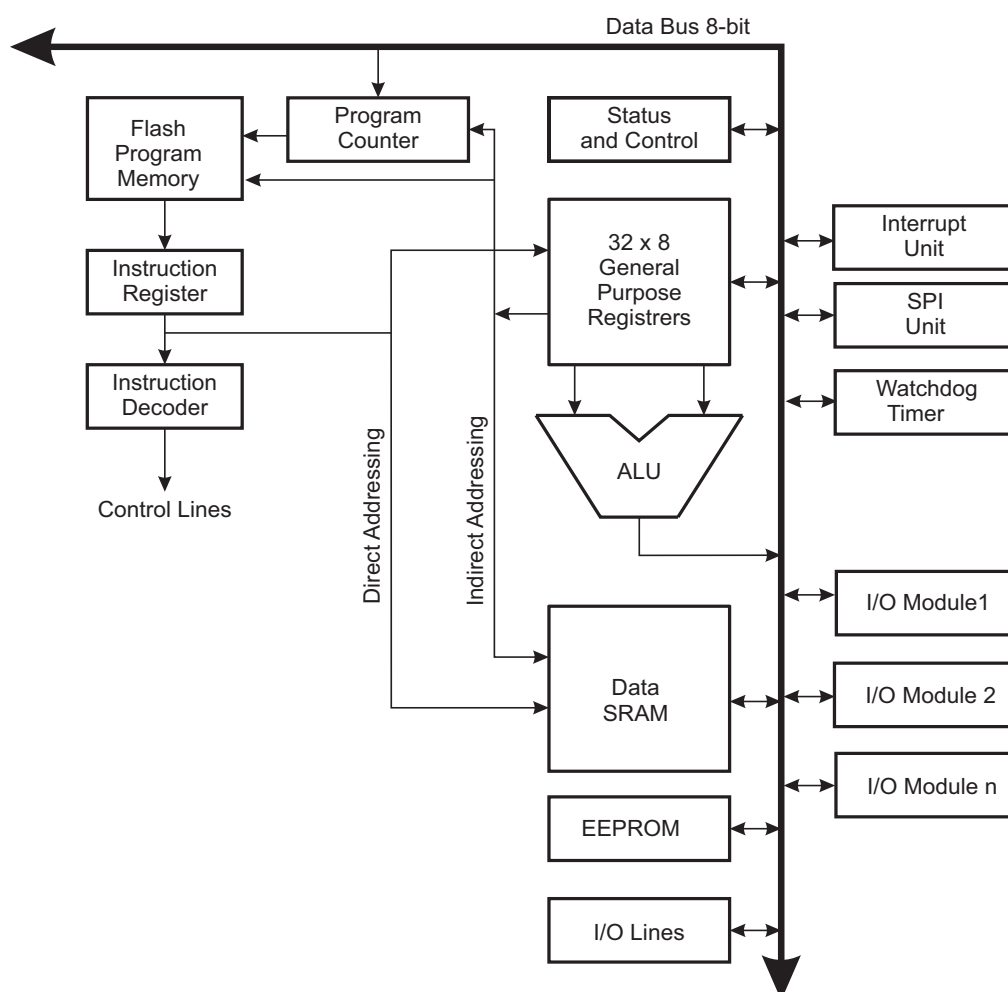 Data Bus 8-bit
Flash
Program
Memory
Program
Counter
Status
and Control
Interrupt
Unit
32 x 8
General
Purpose
Registrers
Instruction
Register
SPI
Unit
Instruction
Decoder
Watchdog
Timer
Control Lines
Direct Addressing
Indirect Addressing
ALU
I/O Module1
Data
SRAM
I/O Module 2
I/O Module n
EEPROM
I/O Lines